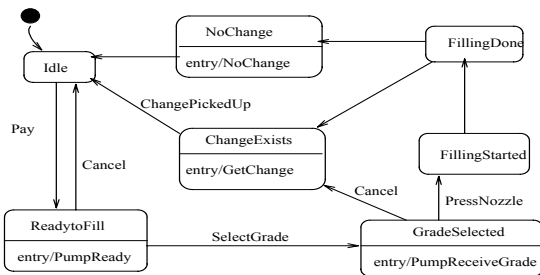 NoChange
entry/NoChange
FillingDone
Idle
ChangePickedUp
Pay
Cancel
ChangeExists
entry/GetChange
FillingStarted
Cancel
PressNozzle
ReadytoFill
entry/PumpReady
SelectGrade
GradeSelected
entry/PumpReceiveGrade